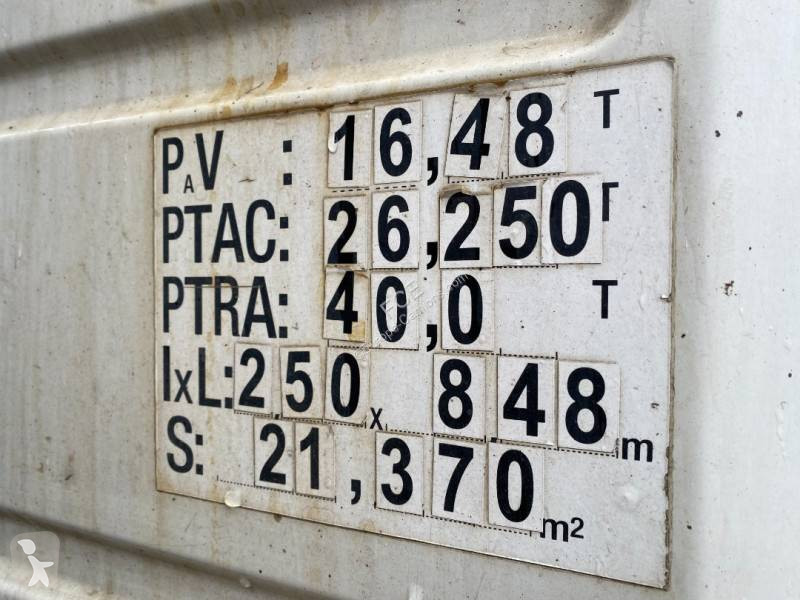 PAV : 16,48 T
PTAC: 26,250 T
PTRA: 40,0 T
lxL: 250 x 848 m
S: 21,370 m²